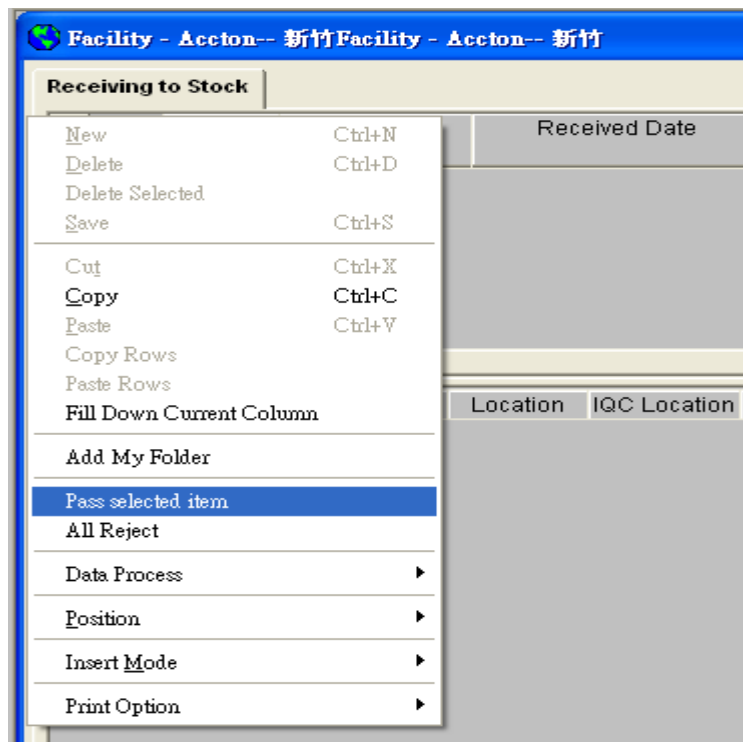 Facility - Accton-- 新竹Facility - Accton-- 新竹
Receiving to Stock
Received Date
New Ctrl+N
Delete Ctrl+D
Delete Selected
Save Ctrl+S
Cut Ctrl+X
Copy Ctrl+C
Paste Ctrl+V
Copy Rows
Paste Rows
Fill Down Current Column
Location IQC Location
Add My Folder
Pass selected item
All Reject
Data Process
Position
Insert Mode
Print Option